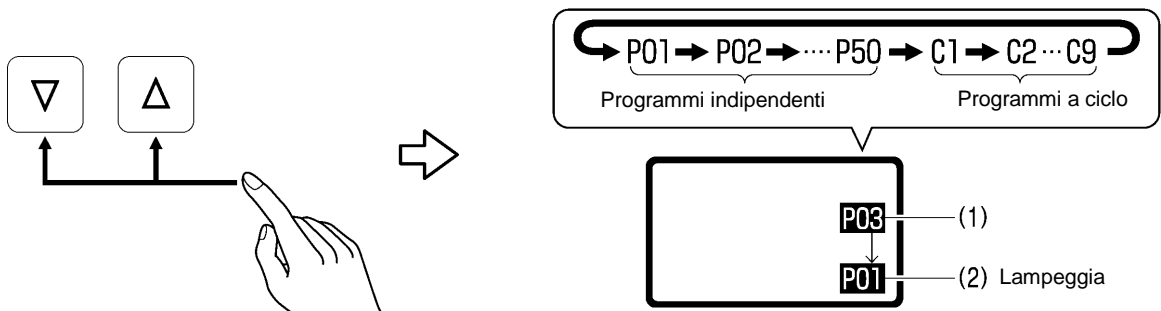 P01 → P02 → ···· P50 → C1 → C2 ··· C9
Programmi indipendenti
Programmi a ciclo
P03
(1)
P01
(2) Lampeggia